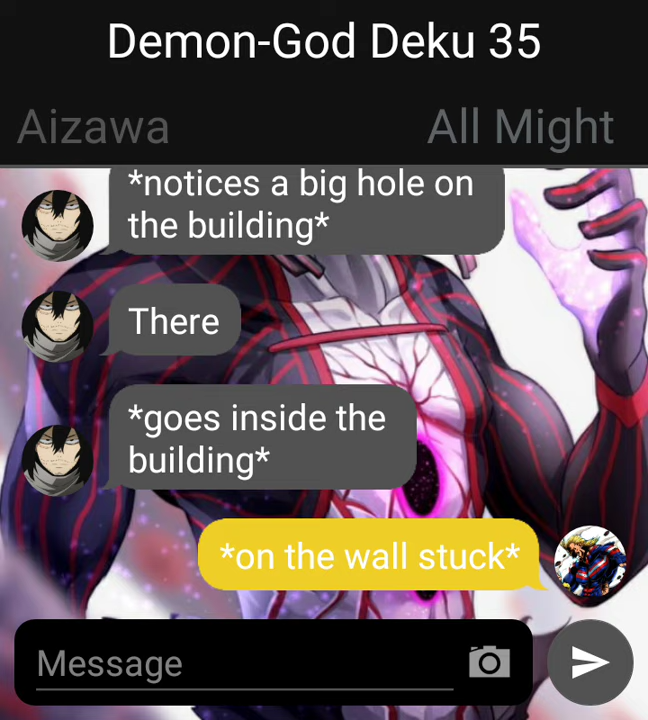 Demon-God Deku 35
Aizawa
All Might
*notices a big hole on
the building*
There
*goes inside the
building*
*on the wall stuck*
Message